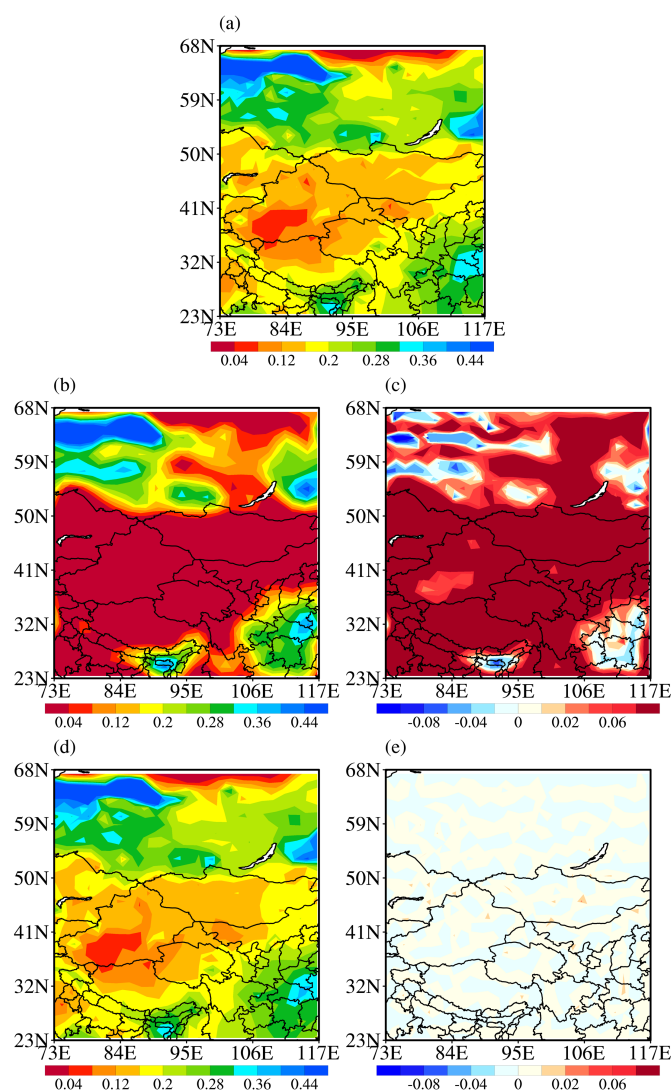 (a)
68N
59N
50N
41N
32N
23N
73E 84E 95E 106E 117E
0.04 0.12 0.2 0.28 0.36 0.44
(b) (c)
68N 68N
59N 59N
50N 50N
41N 41N
32N 32N
23N 23N
73E 84E 95E 106E 117E 73E 84E 95E 106E 117E
0.04 0.12 0.2 0.28 0.36 0.44 -0.08 -0.04 0 0.02 0.06
(d) (e)
68N 68N
59N 59N
50N 50N
41N 41N
32N 32N
23N 23N
73E 84E 95E 106E 117E 73E 84E 95E 106E 117E
0.04 0.12 0.2 0.28 0.36 0.44 -0.08 -0.04 0 0.02 0.06